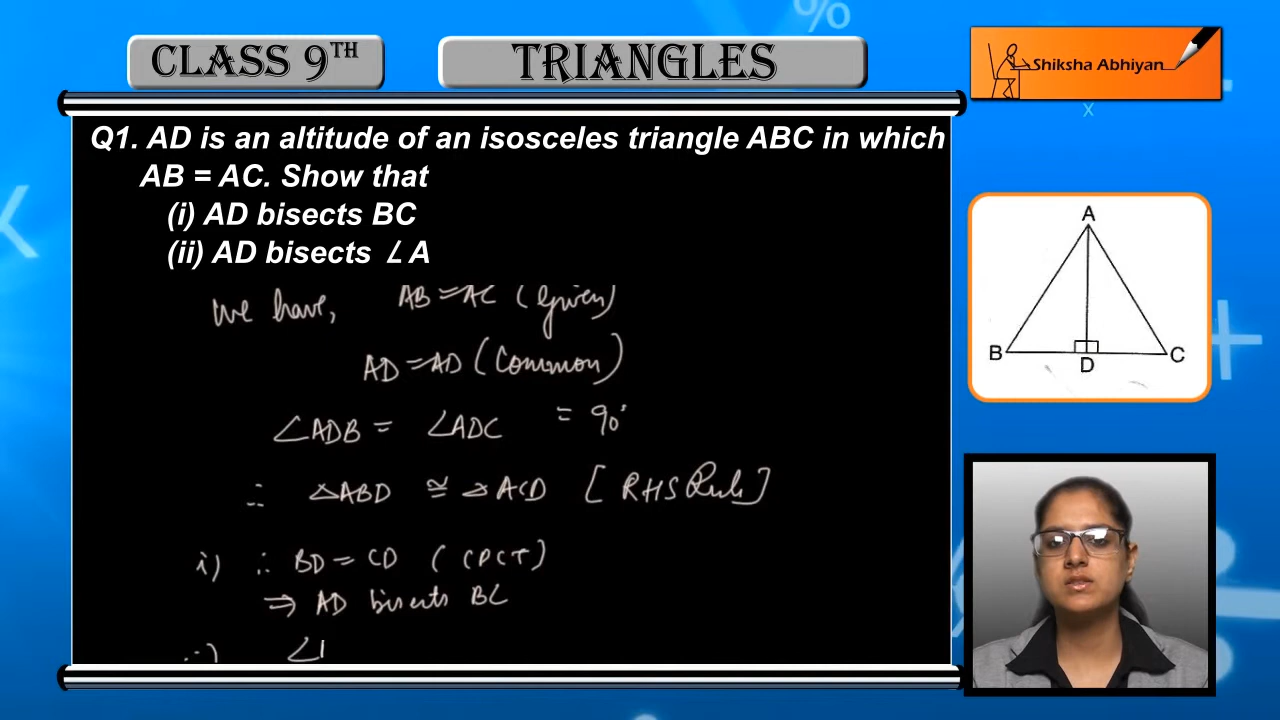 CLASS 9TH
TRIANGLES
Shiksha Abhiyan
Q1. AD is an altitude of an isosceles triangle ABC in which
AB = AC. Show that
(i) AD bisects BC
(ii) AD bisects ∠A
We have, AB = AC (Given)
AD = AD (Common)
∠ADB = ∠ADC = 90°
∴ △ABD ≅ △ACD [RHS Rule]
i) ∴ BD = CD (CPCT)
⇒ AD bisects BC
ii) ∠
A
B
D
C